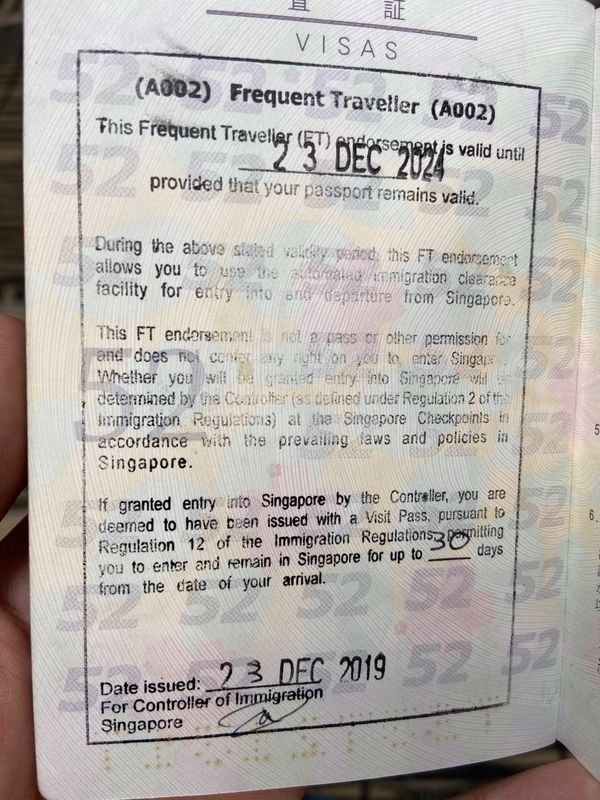 査 証
VISAS
(A002) Frequent Traveller (A002)
This Frequent Traveller (FT) endorsement is valid until
23 DEC 2024
provided that your passport remains valid.
During the above stated validity period, this FT endorsement
allows you to use the automated immigration clearance
facility for entry into and departure from Singapore.
This FT endorsement is not a pass or other permission for
and does not confer any right on you to enter Singapore.
Whether you will be granted entry into Singapore will be
determined by the Controller (as defined under Regulation 2 of the
Immigration Regulations) at the Singapore Checkpoints in
accordance with the prevailing laws and policies in
Singapore.
If granted entry into Singapore by the Controller, you are
deemed to have been issued with a Visit Pass, pursuant to
Regulation 12 of the Immigration Regulations, permitting
you to enter and remain in Singapore for up to 30 days
from the date of your arrival.
Date issued: 23 DEC 2019
For Controller of Immigration
Singapore
52
5
6.